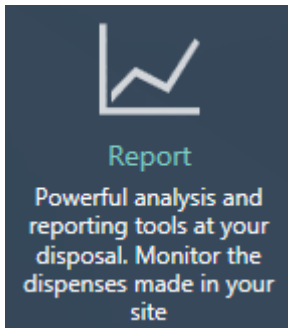 Report
Powerful analysis and
reporting tools at your
disposal. Monitor the
dispenses made in your
site